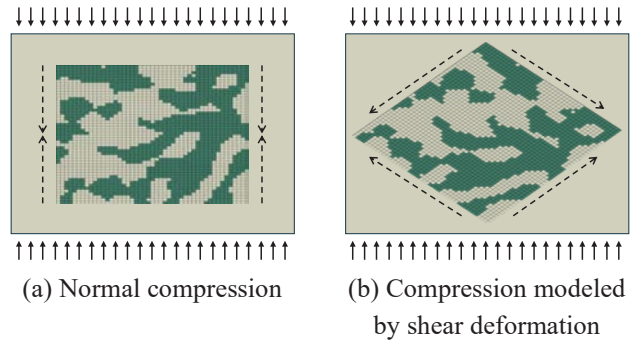 (a) Normal compression
(b) Compression modeled
by shear deformation